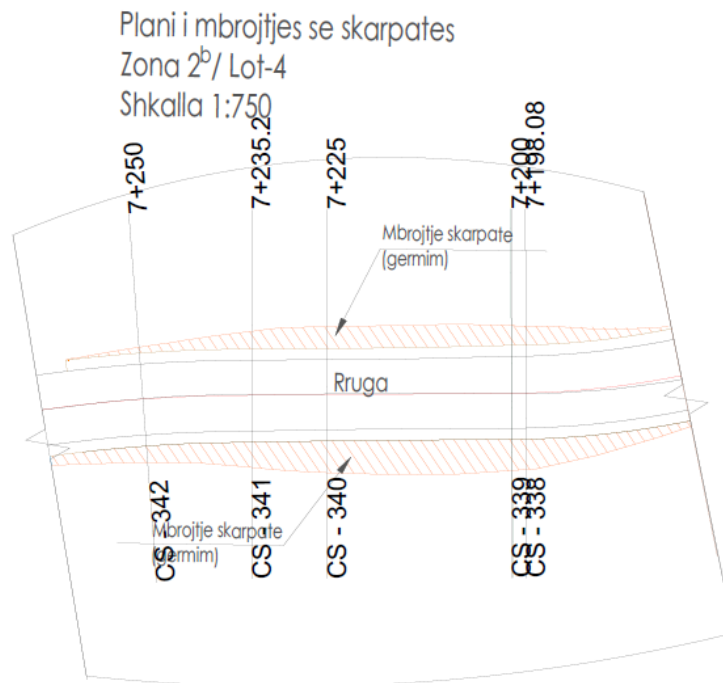 Plani i mbrojtjes se skarpates
Zona 2ᵇ/ Lot-4
Shkalla 1:750
7+250
7+235.2
7+225
7+200
7+198.08
Mbrojtje skarpate
(germim)
Rruga
Mbrojtje skarpate
(germim)
CS - 342
CS - 341
CS - 340
CS - 339
CS - 338